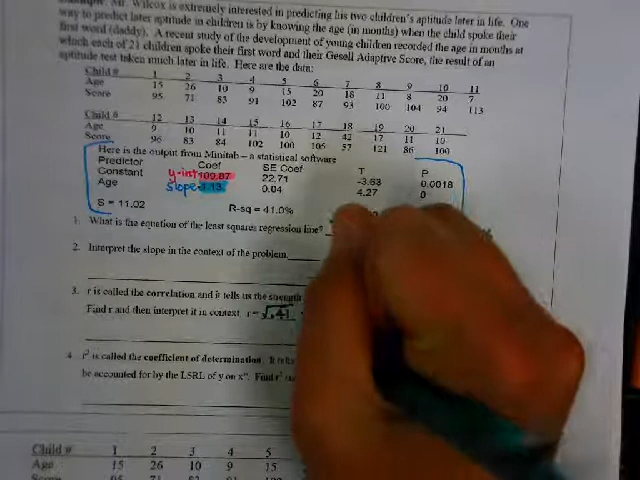 Mr. Wilcox is extremely interested in predicting his two children's aptitude later in life. One
way to predict later aptitude in children is by knowing the age (in months) when the child spoke their
first word (daddy). A recent study of the development of young children recorded the age in months at
which each of 21 children spoke their first word and their Gesell Adaptive Score, the result of an
aptitude test taken much later in life. Here are the data:
Child # 1 2 3 4 5 6 7 8 9 10 11
Age 15 26 10 9 15 20 18 11 8 20 7
Score 95 71 83 91 102 87 93 100 104 94 113
Child # 12 13 14 15 16 17 18 19 20 21
Age 9 10 11 11 10 12 42 17 11 10
Score 96 83 84 102 100 105 57 121 86 100
Here is the output from Minitab – a statistical software
Predictor Coef SE Coef T P
Constant y-int 109.87 22.71 -3.63 0.0018
Age slope -1.13 0.04 4.27 0
S = 11.02 R-sq = 41.0%
1. What is the equation of the least squares regression line?
2. Interpret the slope in the context of the problem.
3. r is called the correlation and it tells us the strength
Find r and then interpret it in context. r = √.41
4. r² is called the coefficient of determination. It tells
be accounted for by the LSRL of y on x". Find r²
Child # 1 2 3 4 5
Age 15 26 10 9 15
Score